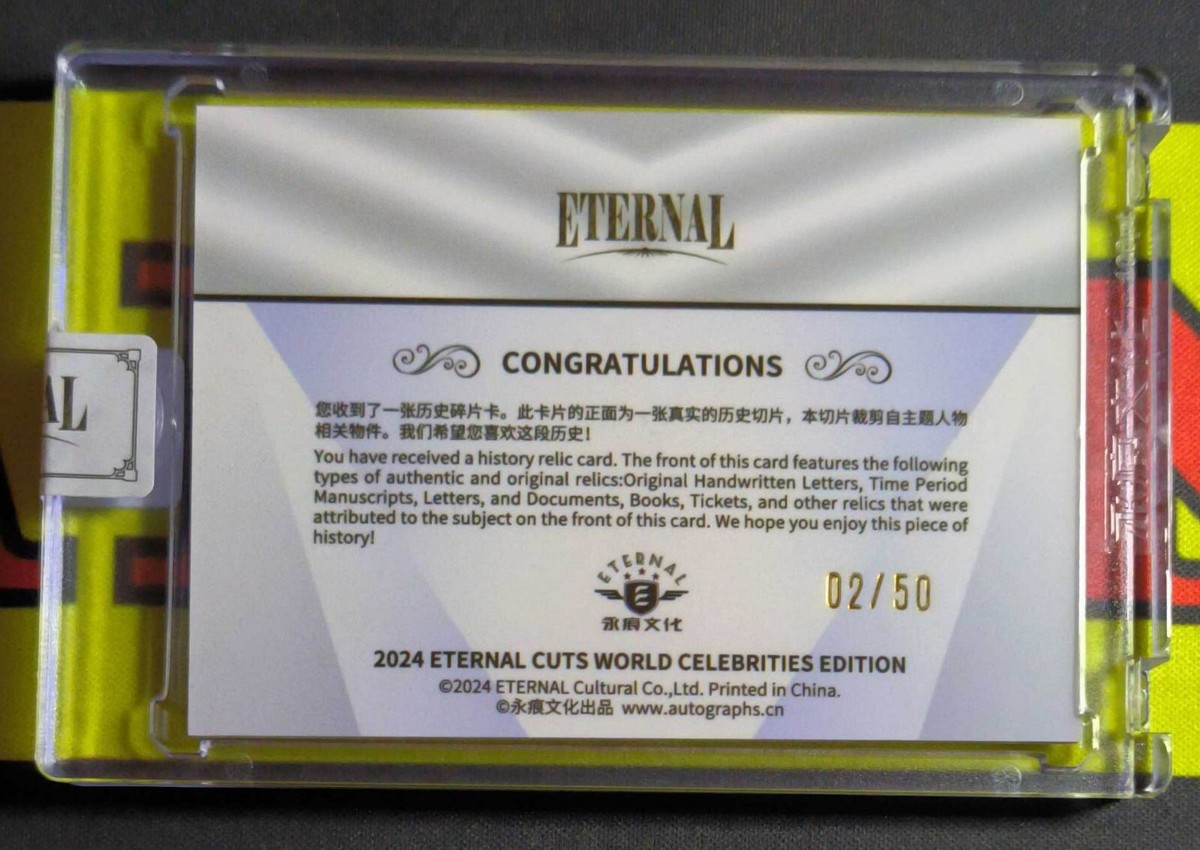 ETERNAL
AL
CONGRATULATIONS
您收到了一张历史碎片卡。此卡片的正面为一张真实的历史切片，本切片裁剪自主题人物
相关物件。我们希望您喜欢这段历史！
You have received a history relic card. The front of this card features the following
types of authentic and original relics:Original Handwritten Letters, Time Period
Manuscripts, Letters, and Documents, Books, Tickets, and other relics that were
attributed to the subject on the front of this card. We hope you enjoy this piece of
history!
ETERNAL
永痕文化
02/50
2024 ETERNAL CUTS WORLD CELEBRITIES EDITION
©2024 ETERNAL Cultural Co.,Ltd. Printed in China.
©永痕文化出品 www.autographs.cn